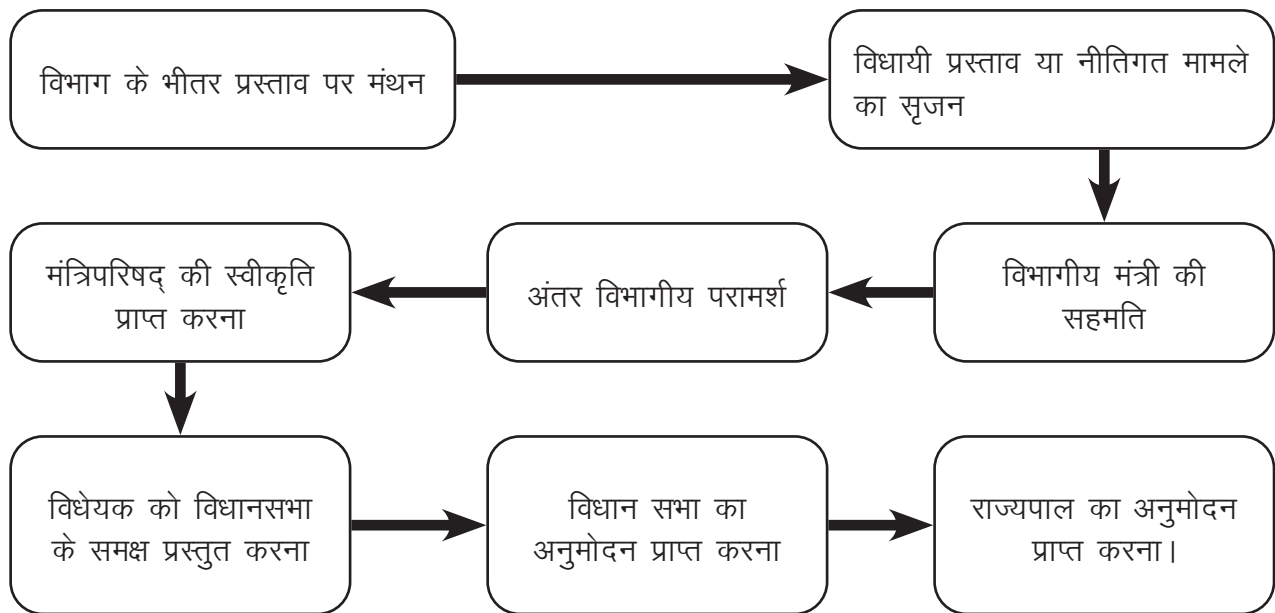 विभाग के भीतर प्रस्ताव पर मंथन
विधायी प्रस्ताव या नीतिगत मामले
का सृजन
विभागीय मंत्री की
सहमति
अंतर विभागीय परामर्श
मंत्रिपरिषद् की स्वीकृति
प्राप्त करना
विधेयक को विधानसभा
के समक्ष प्रस्तुत करना
विधान सभा का
अनुमोदन प्राप्त करना
राज्यपाल का अनुमोदन
प्राप्त करना।